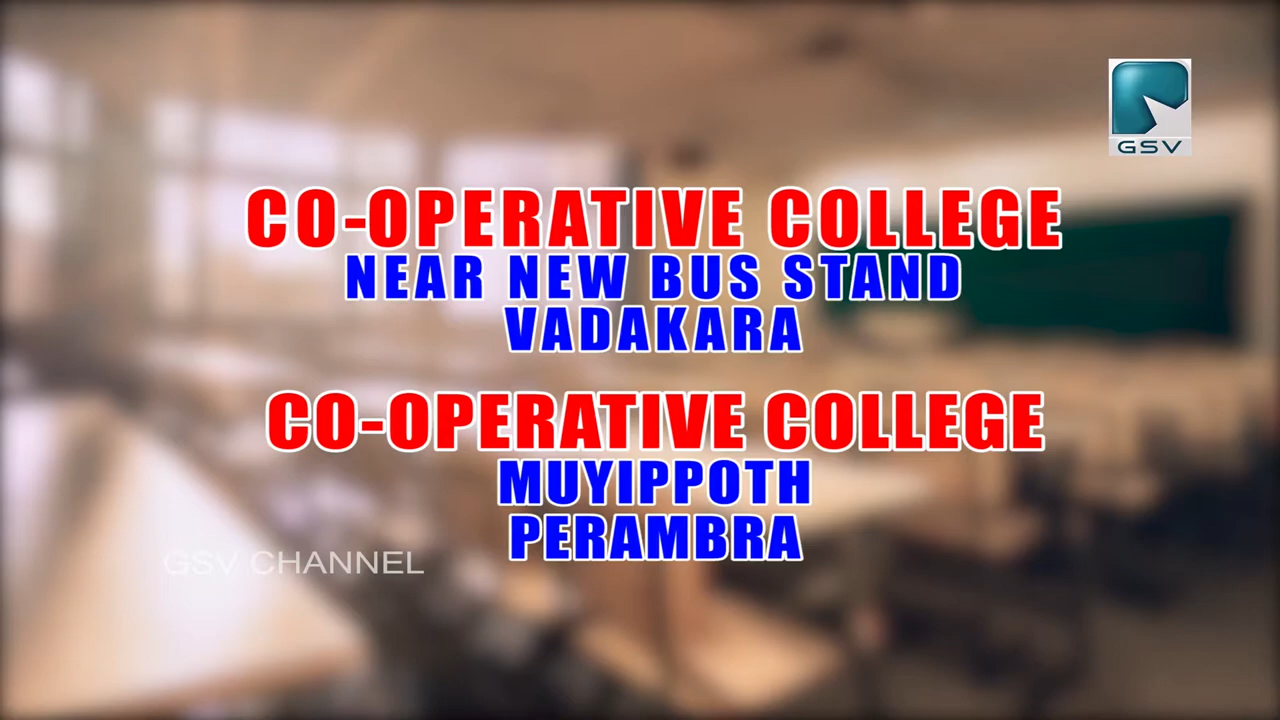 GSV
CO-OPERATIVE COLLEGE
NEAR NEW BUS STAND
VADAKARA
CO-OPERATIVE COLLEGE
MUYIPPOTH
PERAMBRA
GSV CHANNEL